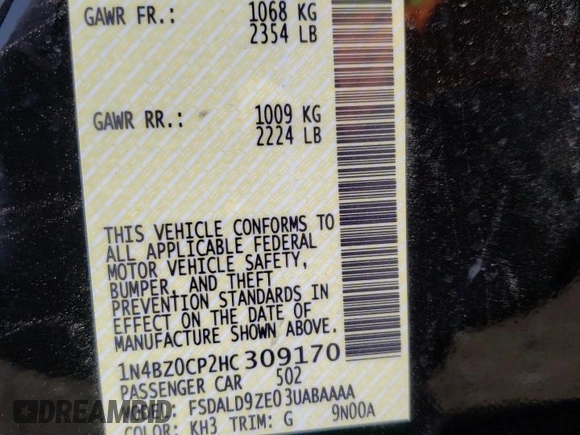 GAWR FR.: 1068 KG
2354 LB
GAWR RR.: 1009 KG
2224 LB
THIS VEHICLE CONFORMS TO
ALL APPLICABLE FEDERAL
MOTOR VEHICLE SAFETY,
BUMPER, AND THEFT
PREVENTION STANDARDS IN
EFFECT ON THE DATE OF
MANUFACTURE SHOWN ABOVE.
1N4BZ0CP2HC309170
PASSENGER CAR 502
MODEL: FSDALD9ZE03UABAAAA
COLOR: KH3 TRIM: G 9N00A
DREAMBID